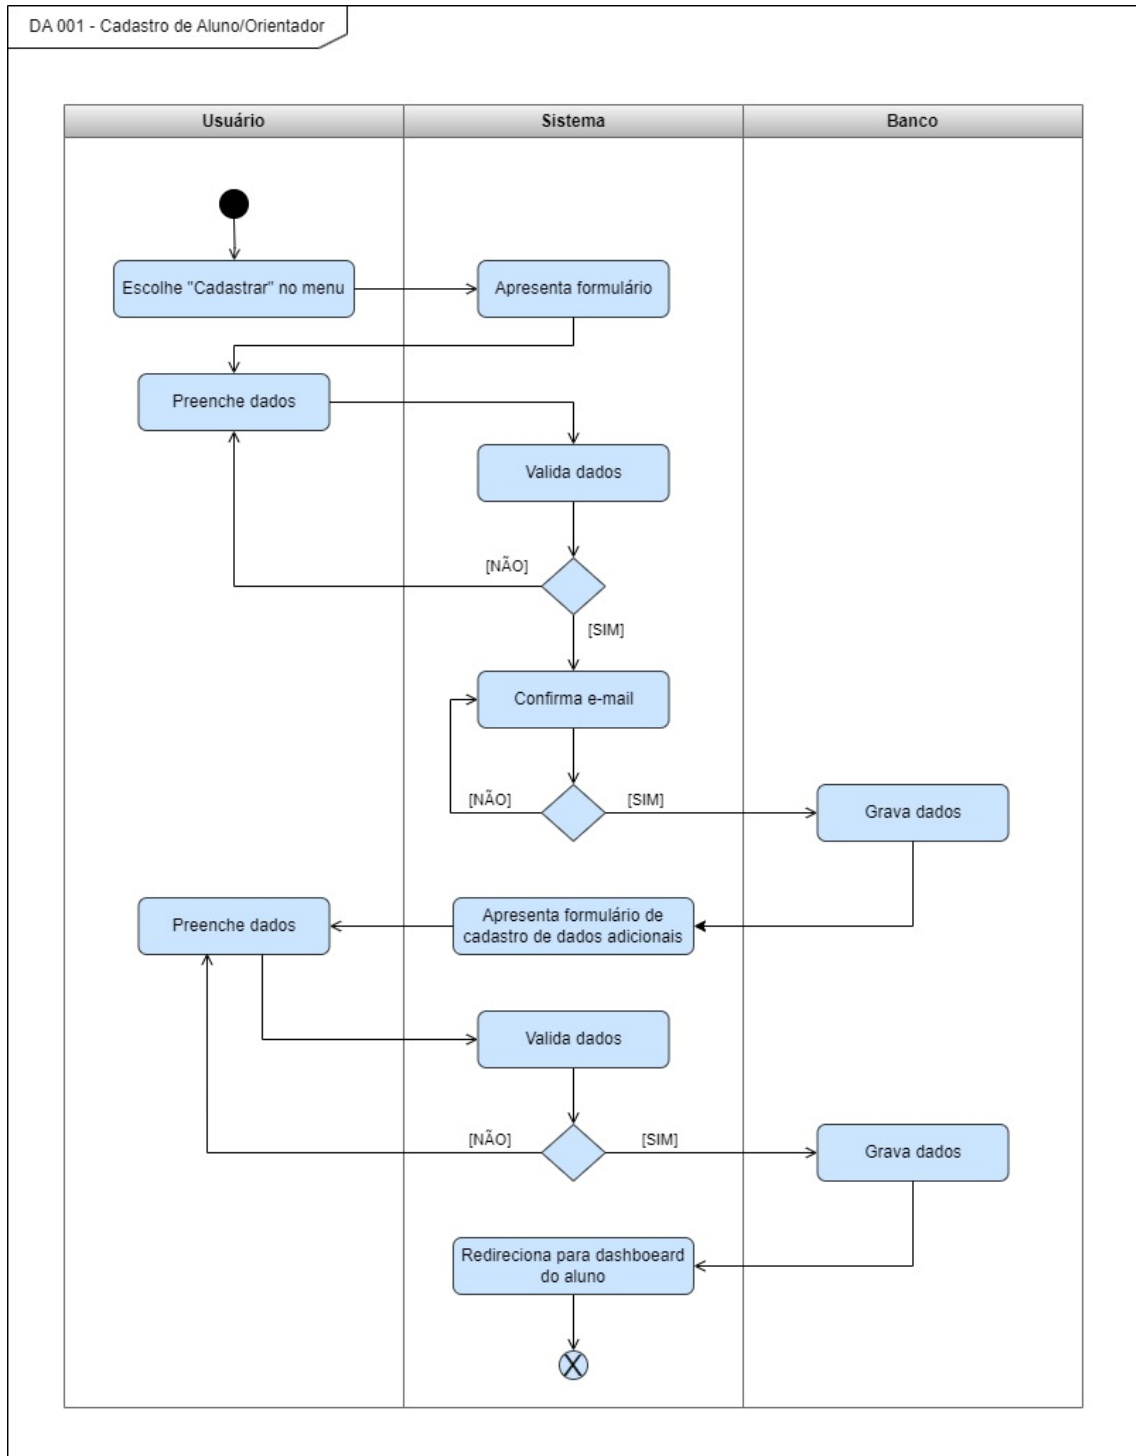 DA 001 - Cadastro de Aluno/Orientador
Usuário
Sistema
Banco
Escolhe "Cadastrar" no menu
Apresenta formulário
Preenche dados
Valida dados
[NÃO]
[SIM]
Confirma e-mail
[NÃO]
[SIM]
Grava dados
Preenche dados
Apresenta formulário de
cadastro de dados adicionais
Valida dados
[NÃO]
[SIM]
Grava dados
Redireciona para dashboeard
do aluno